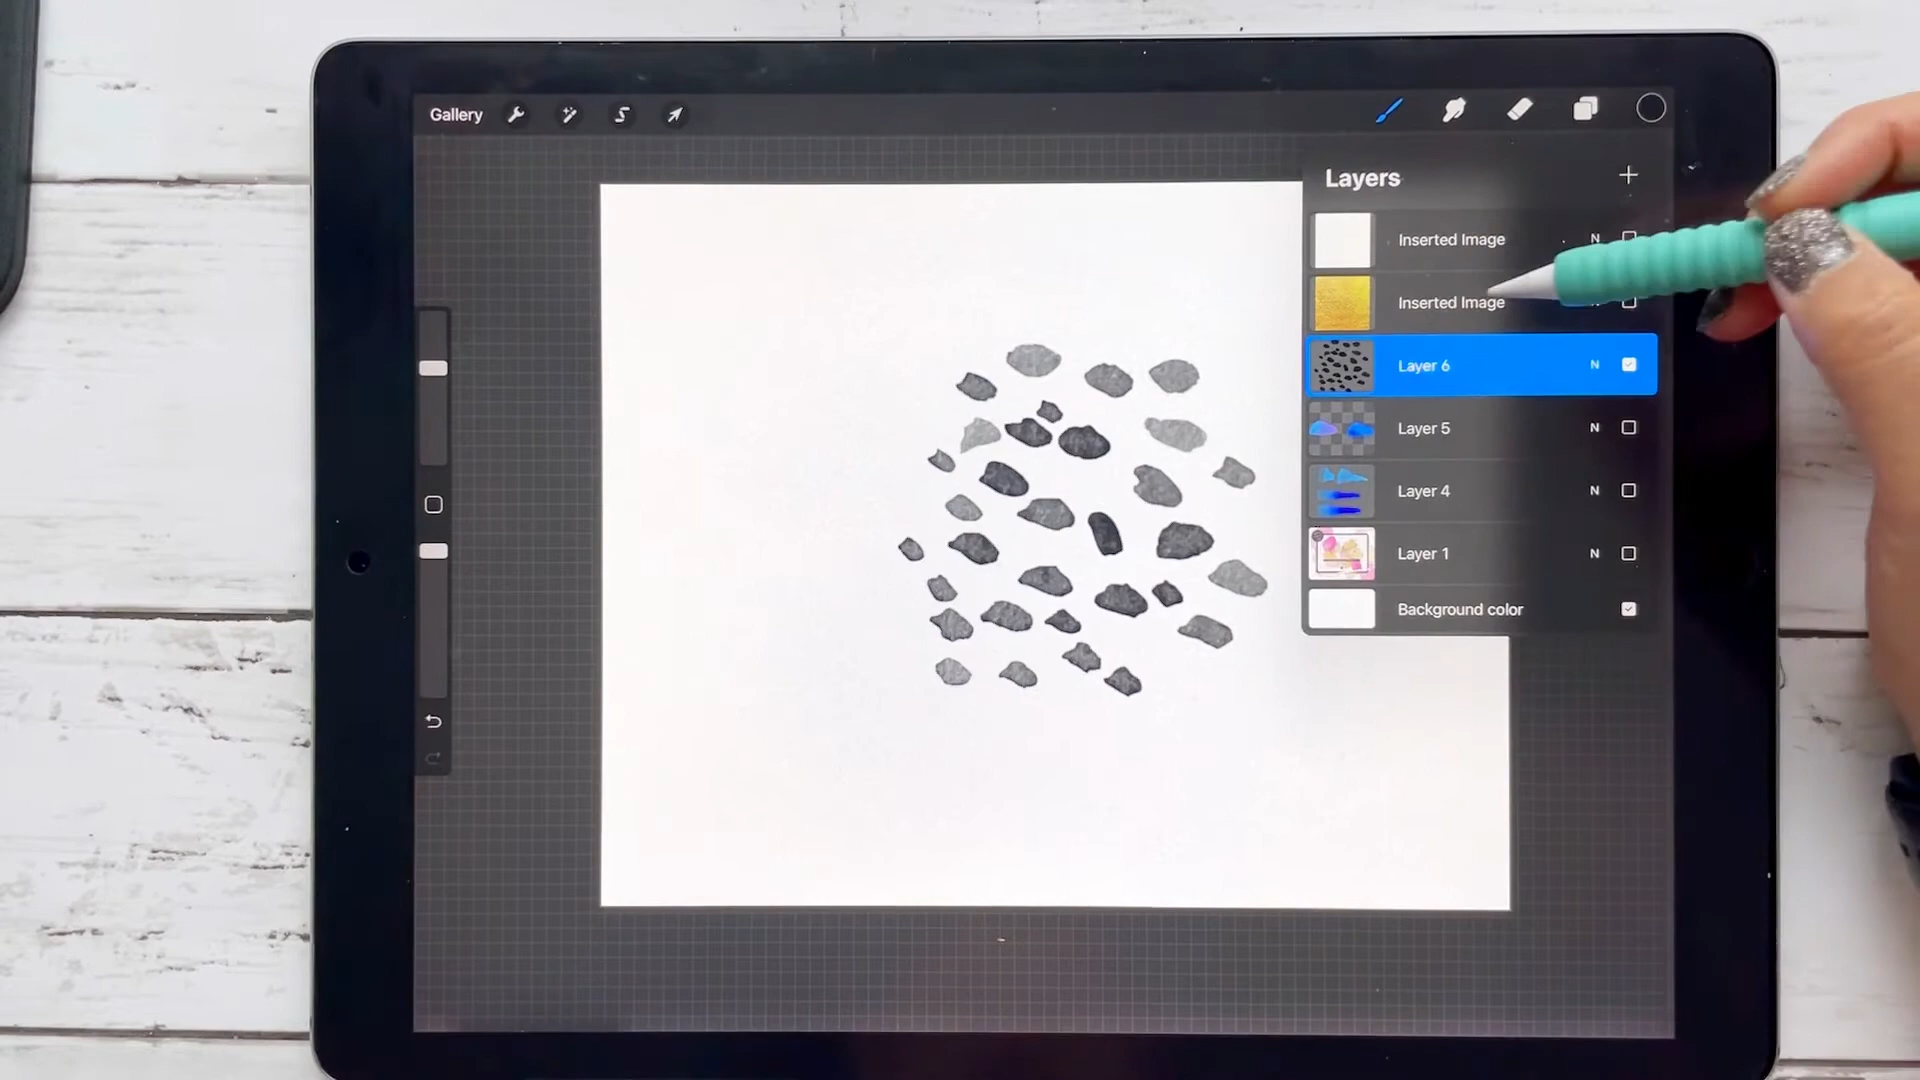 Gallery
Layers
Inserted Image N
Inserted Image
Layer 6 N
Layer 5 N
Layer 4 N
Layer 1 N
Background color